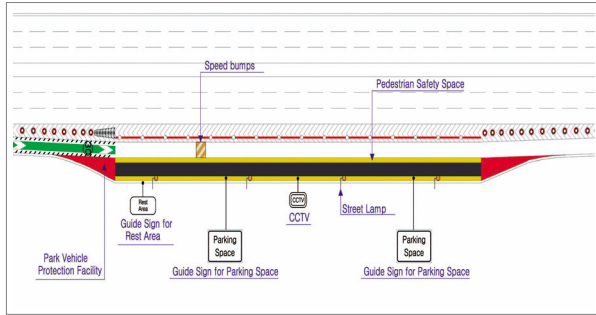 Speed bumps
Pedestrian Safety Space
Rest
Area
CCTV
Guide Sign for
Rest Area
CCTV
Street Lamp
Parking
Space
Parking
Space
Park Vehicle
Protection Facility
Guide Sign for Parking Space
Guide Sign for Parking Space